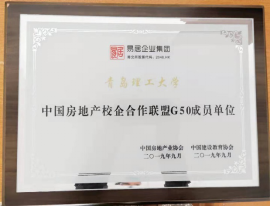 易居企业集团
青岛理工大学
中国房地产校企合作联盟G50成员单位
中国房地产业协会 中国建设教育协会
二〇一九年九月 二〇一九年九月